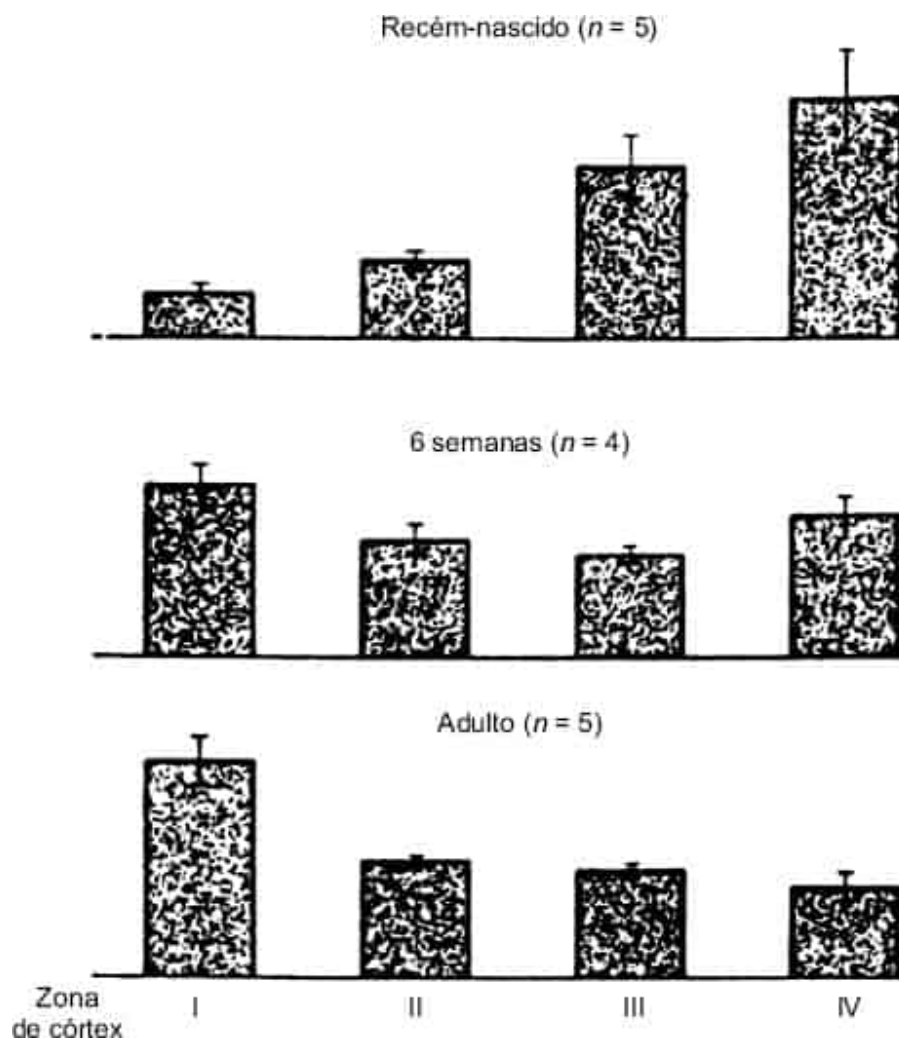 Recém-nascido (n = 5)
6 semanas (n = 4)
Adulto (n = 5)
Zona
de córtex
I II III IV